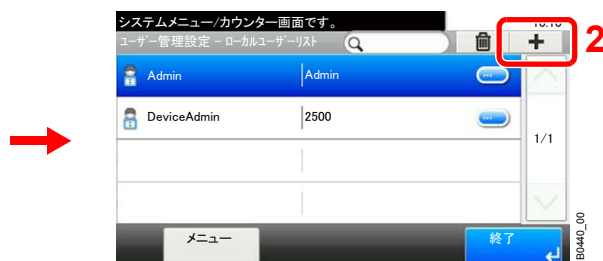 システムメニュー/カウンター画面です。
ユーザー管理設定 - ローカルユーザーリスト
2
Admin Admin
DeviceAdmin 2500
1/1
メニュー 終了
B0440_00